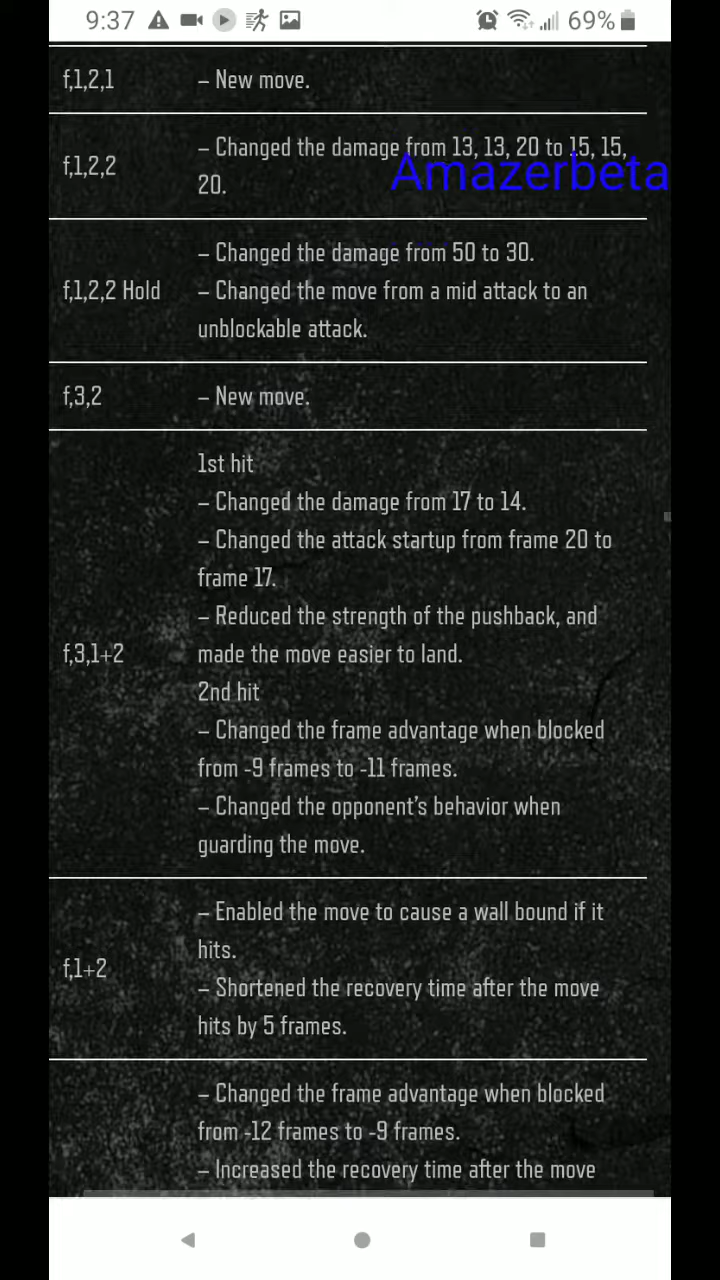 9:37
69%
f,1,2,1
– New move.
– Changed the damage from 13, 13, 20 to 15, 15,
f,1,2,2
20.
Amazerbeta
– Changed the damage from 50 to 30.
f,1,2,2 Hold
– Changed the move from a mid attack to an
unblockable attack.
f,3,2
– New move.
1st hit
– Changed the damage from 17 to 14.
– Changed the attack startup from frame 20 to
frame 17.
– Reduced the strength of the pushback, and
f,3,1+2
made the move easier to land.
2nd hit
– Changed the frame advantage when blocked
from -9 frames to -11 frames.
– Changed the opponent's behavior when
guarding the move.
– Enabled the move to cause a wall bound if it
hits.
f,1+2
– Shortened the recovery time after the move
hits by 5 frames.
– Changed the frame advantage when blocked
from -12 frames to -9 frames.
– Increased the recovery time after the move